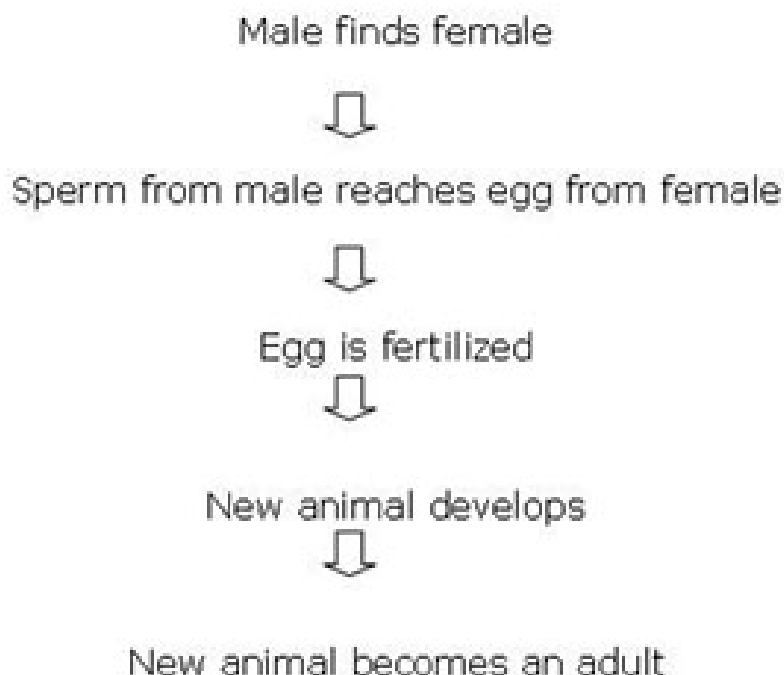 Male finds female
Sperm from male reaches egg from female
Egg is fertilized
New animal develops
New animal becomes an adult